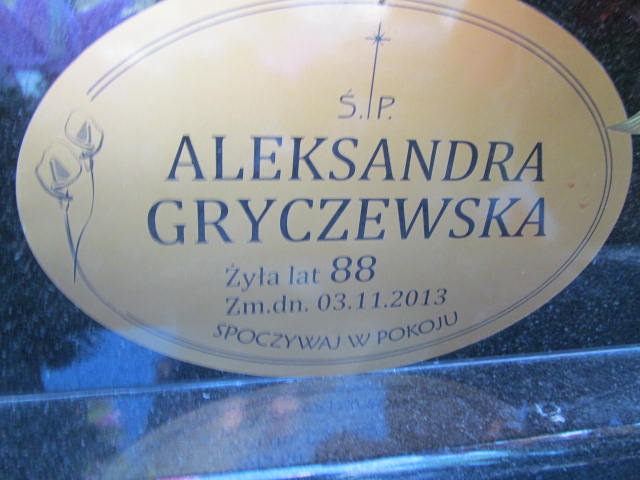 Ś.P.
ALEKSANDRA
GRYCZEWSKA
Żyła lat 88
Zm.dn. 03.11.2013
SPOCZYWAJ W POKOJU